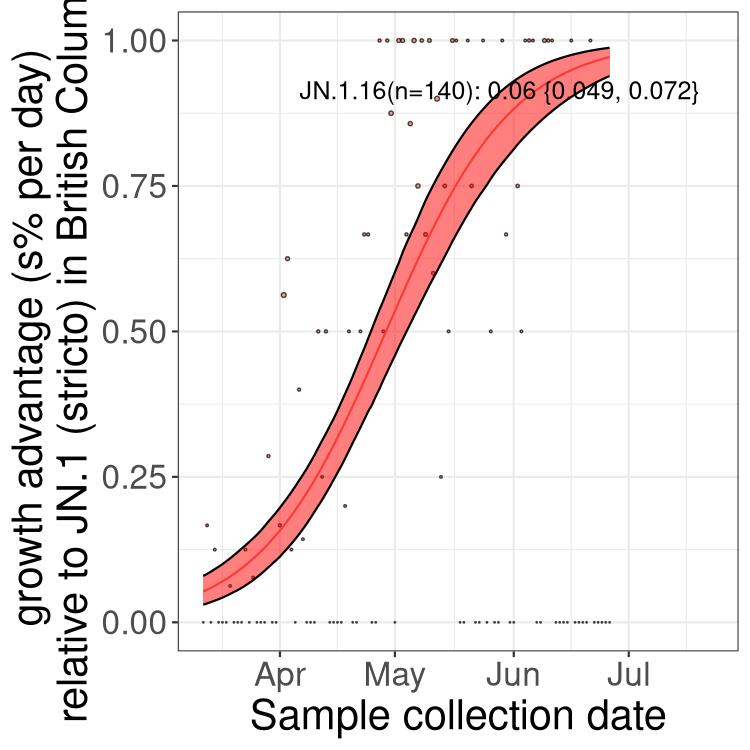 growth advantage (s% per day)
relative to JN.1 (stricto) in British Colum
1.00
0.75
0.50
0.25
0.00
JN.1.16(n=140): 0.06 {0.049, 0.072}
Apr May Jun Jul
Sample collection date